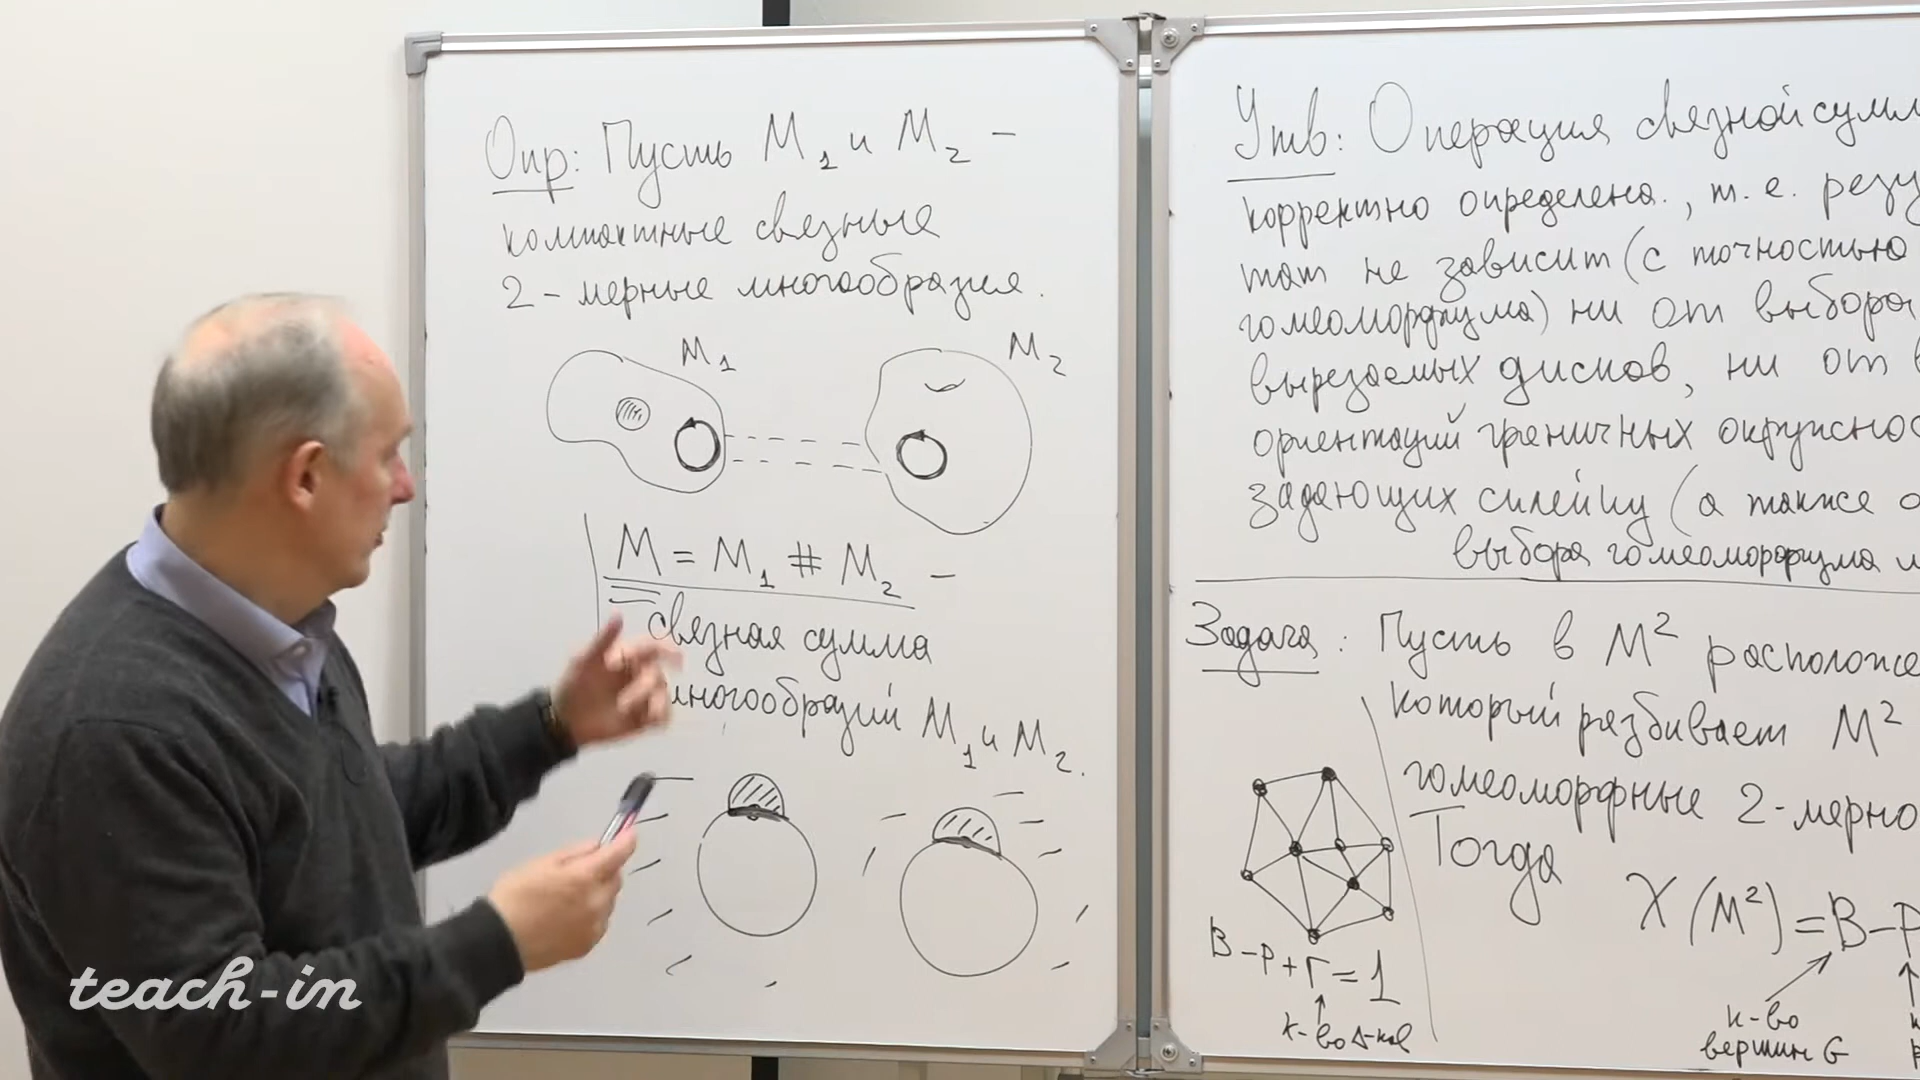 Опр: Пусть M₁ и M₂ –
компактные связные
2-мерные многообразия.
M₁
M₂
M = M₁ # M₂ –
связная сумма
многообразий M₁ и M₂.
Утв: Операция связной сумм
корректно определена., т.е. резу
тат не зависит (с точностью
гомеоморфизма) ни от выбора
вырезаемых дисков, ни от в
ориентаций граничных окружнос
задающих склейку (а также о
выбора гомеоморфизма
Задача: Пусть в M² расположе
который разбивает M²
гомеоморфные 2-мерно
Тогда
χ(M²) = В – Р
к-во
вершин G
В – Р + Г = 1
к-во Δ-ков
teach-in